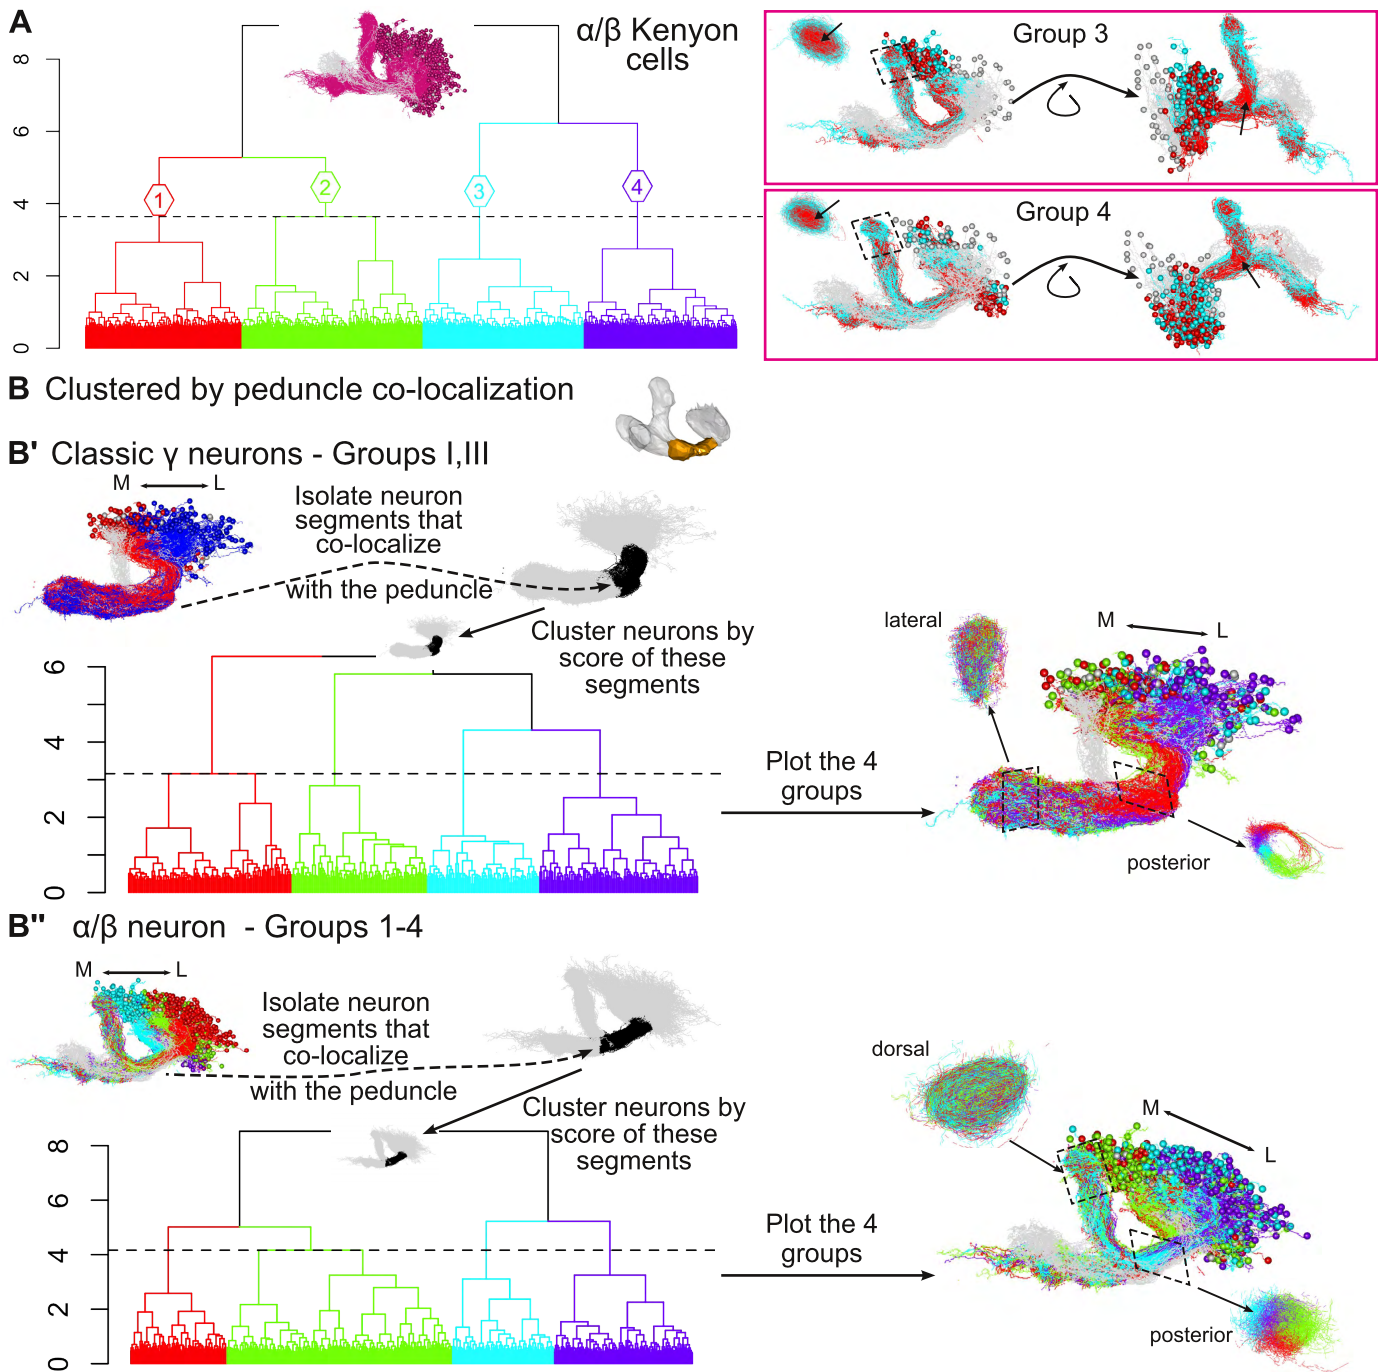 A
α/β Kenyon
cells
8
6
4
2
0
1
2
3
4
Group 3
Group 4
B Clustered by peduncle co-localization
B' Classic γ neurons - Groups I,III
M L
Isolate neuron
segments that
co-localize
with the peduncle
Cluster neurons by
score of these
segments
6
4
2
0
Plot the 4
groups
lateral
M L
posterior
B" α/β neuron - Groups 1-4
M L
Isolate neuron
segments that
co-localize
with the peduncle
Cluster neurons by
score of these
segments
8
6
4
2
0
Plot the 4
groups
dorsal
M
L
posterior